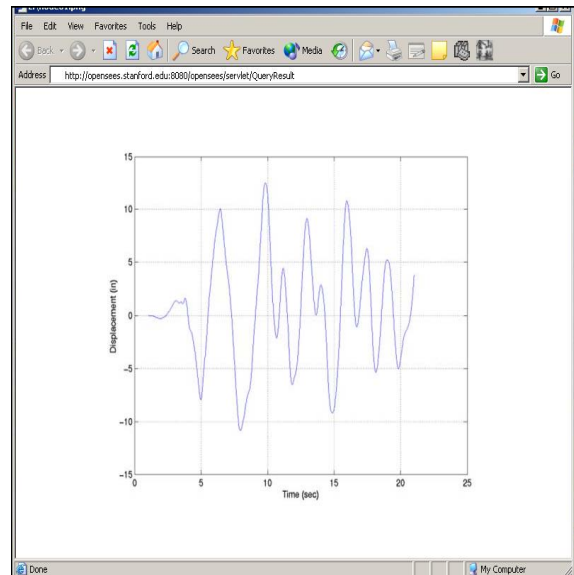 File Edit View Favorites Tools Help
Back Search Favorites Media
Address http://opensees.stanford.edu:8080/opensees/servlet/QueryResult Go
15
10
5
0
−5
−10
−15
Displacement (in)
0 5 10 15 20 25
Time (sec)
Done My Computer